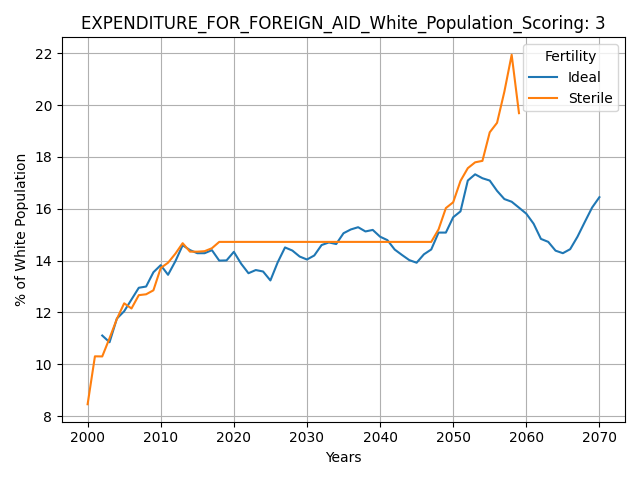 EXPENDITURE_FOR_FOREIGN_AID_White_Population_Scoring: 3
Fertility
Ideal
Sterile
% of White Population
22
20
18
16
14
12
10
8
2000 2010 2020 2030 2040 2050 2060 2070
Years